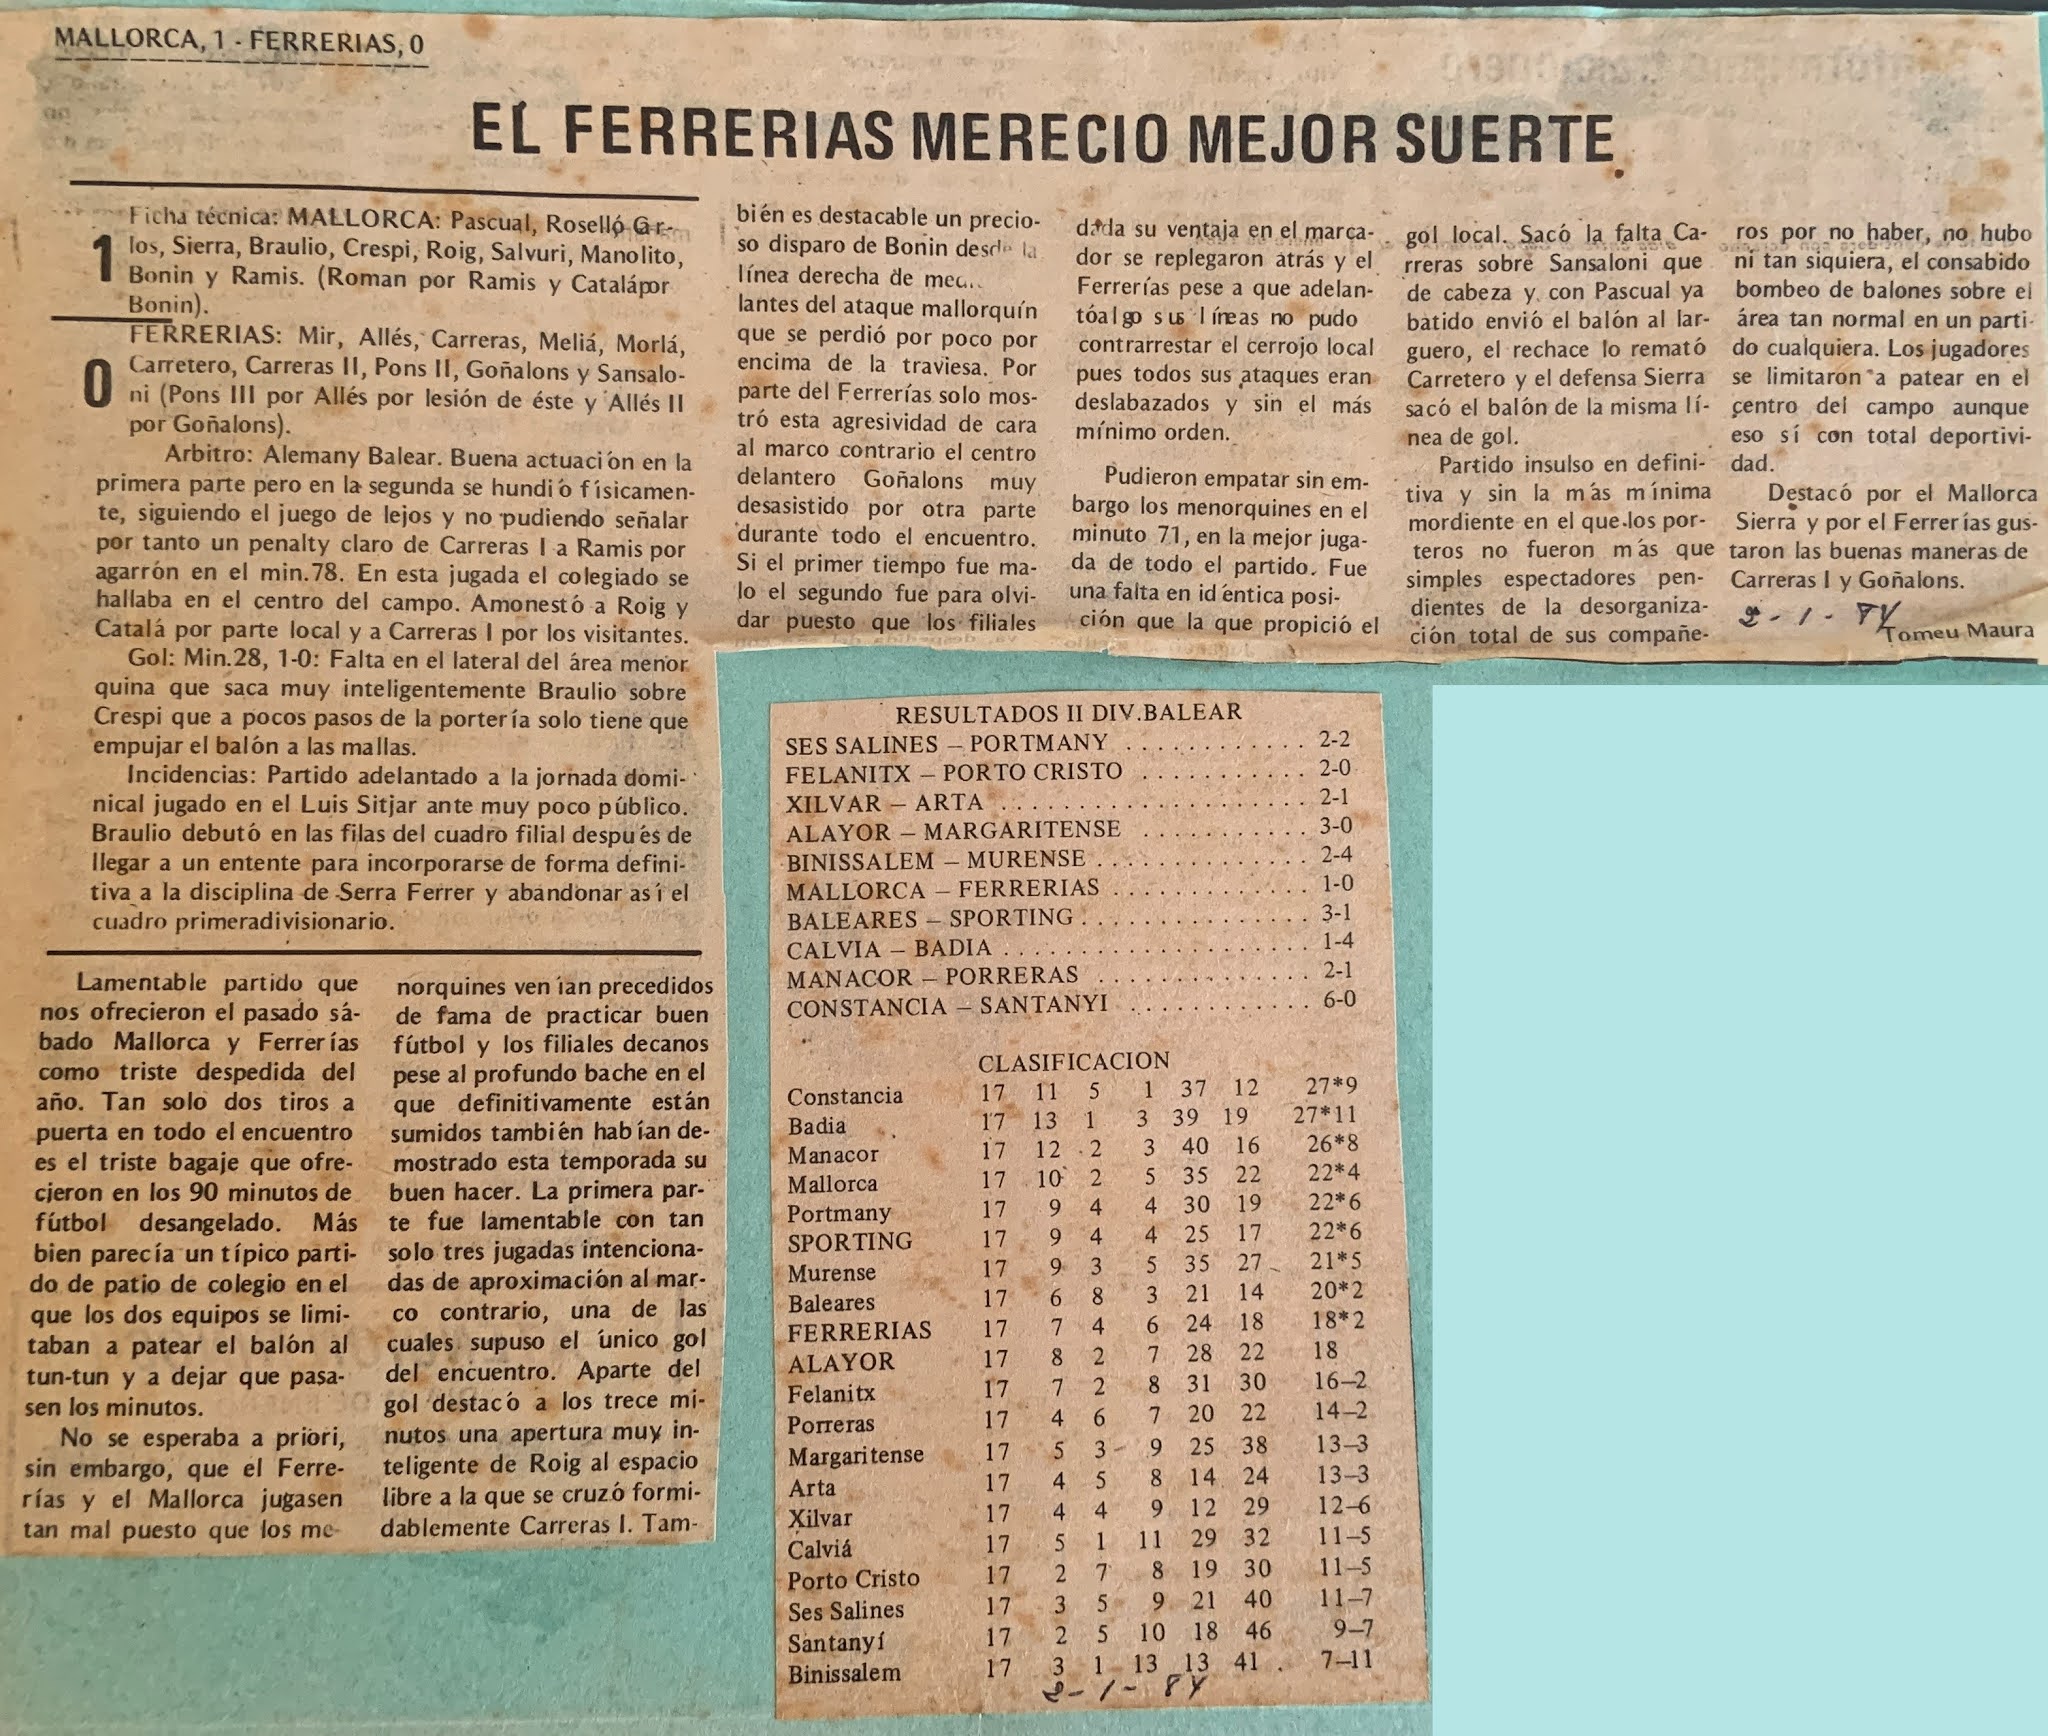 MALLORCA, 1 - FERRERIAS, 0
EL FERRERIAS MERECIO MEJOR SUERTE
1
Ficha técnica: MALLORCA: Pascual, Roselló Gar-
los, Sierra, Braulio, Crespi, Roig, Salvuri, Manolito,
Bonin y Ramis. (Roman por Ramis y Catalápor
Bonin).
0
FERRERIAS: Mir, Allés, Carreras, Meliá, Morlá,
Carretero, Carreras II, Pons II, Goñalons y Sansalo-
ni (Pons III por Allés por lesión de éste y Allés II
por Goñalons).
Arbitro: Alemany Balear. Buena actuación en la
primera parte pero en la segunda se hundió físicamen-
te, siguiendo el juego de lejos y no pudiendo señalar
por tanto un penalty claro de Carreras I a Ramis por
agarrón en el min.78. En esta jugada el colegiado se
hallaba en el centro del campo. Amonestó a Roig y
Catalá por parte local y a Carreras I por los visitantes.
Gol: Min.28, 1-0: Falta en el lateral del área menor
quina que saca muy inteligentemente Braulio sobre
Crespi que a pocos pasos de la portería solo tiene que
empujar el balón a las mallas.
Incidencias: Partido adelantado a la jornada domi-
nical jugado en el Luis Sitjar ante muy poco público.
Braulio debutó en las filas del cuadro filial después de
llegar a un entente para incorporarse de forma defini-
tiva a la disciplina de Serra Ferrer y abandonar así el
cuadro primeradivisionario.
Lamentable partido que
nos ofrecieron el pasado sá-
bado Mallorca y Ferrerías
como triste despedida del
año. Tan solo dos tiros a
puerta en todo el encuentro
es el triste bagaje que ofre-
cieron en los 90 minutos de
fútbol desangelado. Más
bien parecía un típico parti-
do de patio de colegio en el
que los dos equipos se limi-
taban a patear el balón al
tun-tun y a dejar que pasa-
sen los minutos.
No se esperaba a priori,
sin embargo, que el Ferre-
rías y el Mallorca jugasen
tan mal puesto que los me-
norquines venían precedidos
de fama de practicar buen
fútbol y los filiales decanos
pese al profundo bache en el
que definitivamente están
sumidos también habían de-
mostrado esta temporada su
buen hacer. La primera par-
te fue lamentable con tan
solo tres jugadas intenciona-
das de aproximación al mar-
co contrario, una de las
cuales supuso el único gol
del encuentro. Aparte del
gol destacó a los trece mi-
nutos una apertura muy in-
teligente de Roig al espacio
libre a la que se cruzó formi-
dablemente Carreras I. Tam-
bién es destacable un precio-
so disparo de Bonin desde la
línea derecha de
lantes del ataque mallorquín
que se perdió por poco por
encima de la traviesa. Por
parte del Ferrerías solo mos-
tró esta agresividad de cara
al marco contrario el centro
delantero Goñalons muy
desasistido por otra parte
durante todo el encuentro.
Si el primer tiempo fue ma-
lo el segundo fue para olvi-
dar puesto que los filiales
dada su ventaja en el marca-
dor se replegaron atrás y el
Ferrerías pese a que adelan-
tóalgo sus líneas no pudo
contrarrestar el cerrojo local
pues todos sus ataques eran
deslabazados y sin el más
mínimo orden.
Pudieron empatar sin em-
bargo los menorquines en el
minuto 71, en la mejor juga-
da de todo el partido. Fue
una falta en idéntica posi-
ción que la que propició el
gol local. Sacó la falta Ca-
rreras sobre Sansaloni que
de cabeza y con Pascual ya
batido envió el balón al lar-
guero, el rechace lo remató
Carretero y el defensa Sierra
sacó el balón de la misma lí-
nea de gol.
Partido insulso en defini-
tiva y sin la más mínima
mordiente en el que los por-
teros no fueron más que
simples espectadores pen-
dientes de la desorganiza-
ción total de sus compañe-
ros por no haber, no hubo
ni tan siquiera, el consabido
bombeo de balones sobre el
área tan normal en un parti-
do cualquiera. Los jugadores
se limitaron a patear en el
centro del campo aunque
eso sí con total deportivi-
dad.
Destacó por el Mallorca
Sierra y por el Ferrerías gus-
taron las buenas maneras de
Carreras I y Goñalons.
2-1-84
Tomeu Maura
RESULTADOS II DIV.BALEAR
SES SALINES – PORTMANY ............ 2-2
FELANITX – PORTO CRISTO ........... 2-0
XILVAR – ARTA ..................... 2-1
ALAYOR – MARGARITENSE ........... 3-0
BINISSALEM – MURENSE .............. 2-4
MALLORCA – FERRERIAS ............. 1-0
BALEARES – SPORTING ............... 3-1
CALVIA – BADIA .................... 1-4
MANACOR – PORRERAS .............. 2-1
CONSTANCIA – SANTANYI ............ 6-0
CLASIFICACION
Constancia 17 11 5 1 37 12 27*9
Badia 17 13 1 3 39 19 27*11
Manacor 17 12 2 3 40 16 26*8
Mallorca 17 10 2 5 35 22 22*4
Portmany 17 9 4 4 30 19 22*6
SPORTING 17 9 4 4 25 17 22*6
Murense 17 9 3 5 35 27 21*5
Baleares 17 6 8 3 21 14 20*2
FERRERIAS 17 7 4 6 24 18 18*2
ALAYOR 17 8 2 7 28 22 18
Felanitx 17 7 2 8 31 30 16–2
Porreras 17 4 6 7 20 22 14–2
Margaritense 17 5 3 9 25 38 13–3
Arta 17 4 5 8 14 24 13–3
Xilvar 17 4 4 9 12 29 12–6
Calviá 17 5 1 11 29 32 11–5
Porto Cristo 17 2 7 8 19 30 11–5
Ses Salines 17 3 5 9 21 40 11–7
Santanyí 17 2 5 10 18 46 9–7
Binissalem 17 3 1 13 13 41 7–11
2-1-84